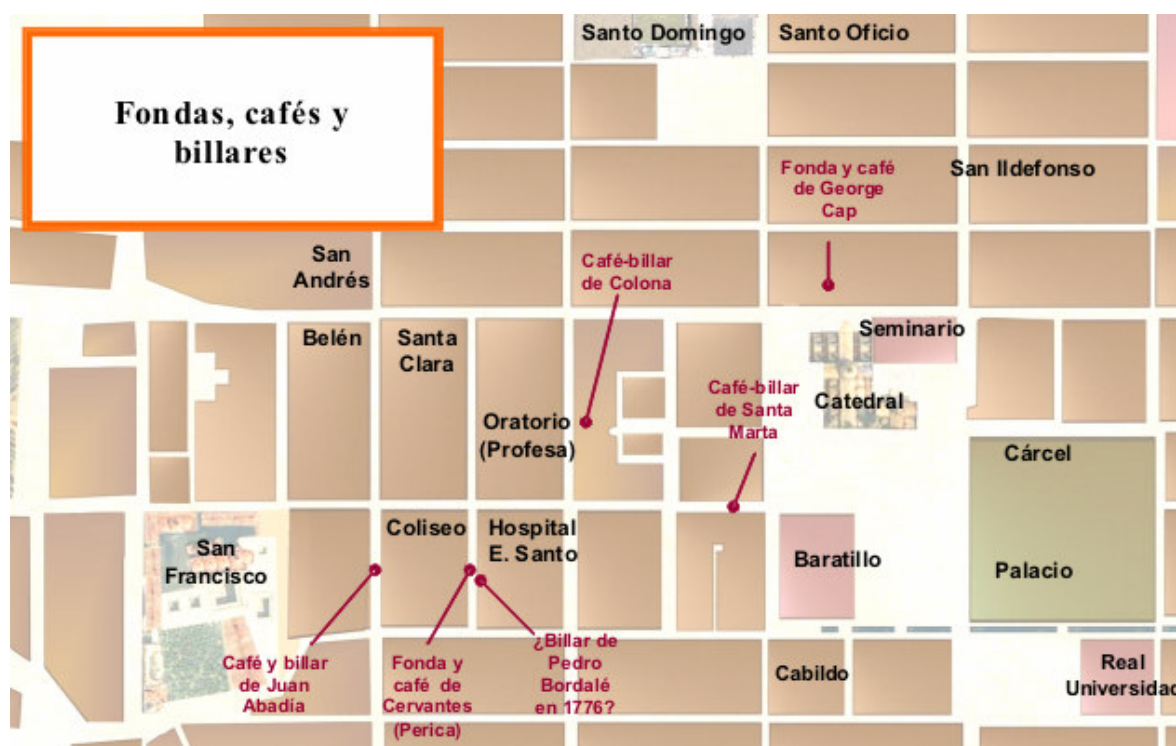 Fondas, cafés y
billares
Santo Domingo
Santo Oficio
Fonda y café
de George
Cap
San Ildefonso
San
Andrés
Café-billar
de Colona
Belén
Santa
Clara
Seminario
Oratorio
(Profesa)
Café-billar
de Santa
Marta
Catedral
Cárcel
San
Francisco
Coliseo
Hospital
E. Santo
Baratillo
Palacio
Café y billar
de Juan
Abadía
Fonda y
café de
Cervantes
(Perica)
¿Billar de
Pedro
Bordalé
en 1776?
Cabildo
Real
Universidad